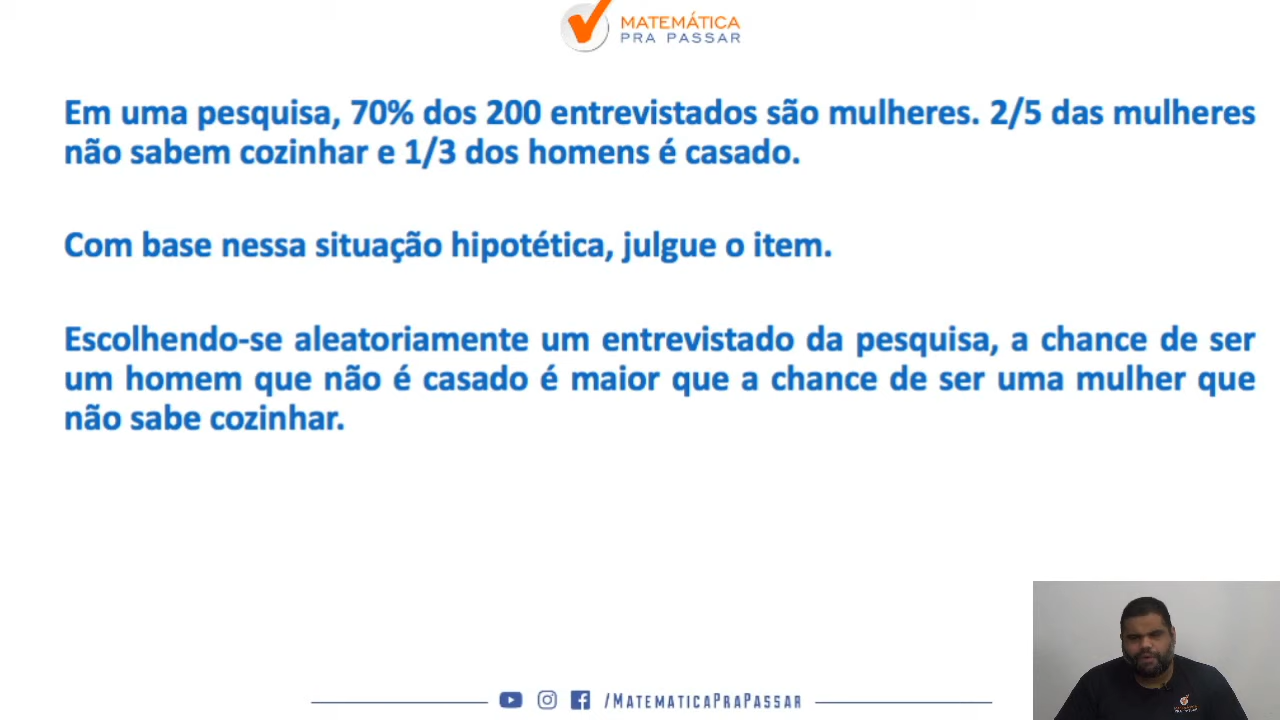 MATEMÁTICA
PRA PASSAR
Em uma pesquisa, 70% dos 200 entrevistados são mulheres. 2/5 das mulheres
não sabem cozinhar e 1/3 dos homens é casado.
Com base nessa situação hipotética, julgue o item.
Escolhendo-se aleatoriamente um entrevistado da pesquisa, a chance de ser
um homem que não é casado é maior que a chance de ser uma mulher que
não sabe cozinhar.
/MATEMATICAPRAPASSAR